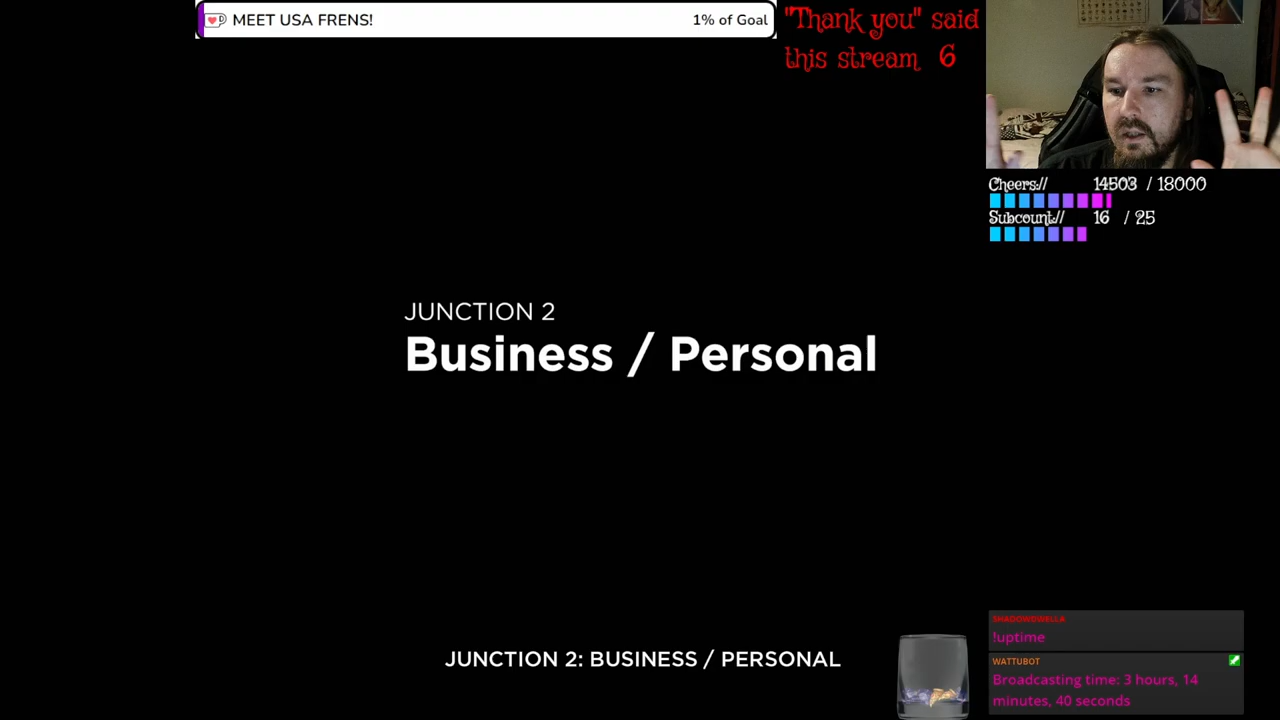 MEET USA FRENS!
1% of Goal
"Thank you" said
this stream 6
Cheers// 14503 / 18000
Subcount// 16 / 25
JUNCTION 2
Business / Personal
JUNCTION 2: BUSINESS / PERSONAL
SHADOWDWELLA
!uptime
WATTUBOT
Broadcasting time: 3 hours, 14
minutes, 40 seconds